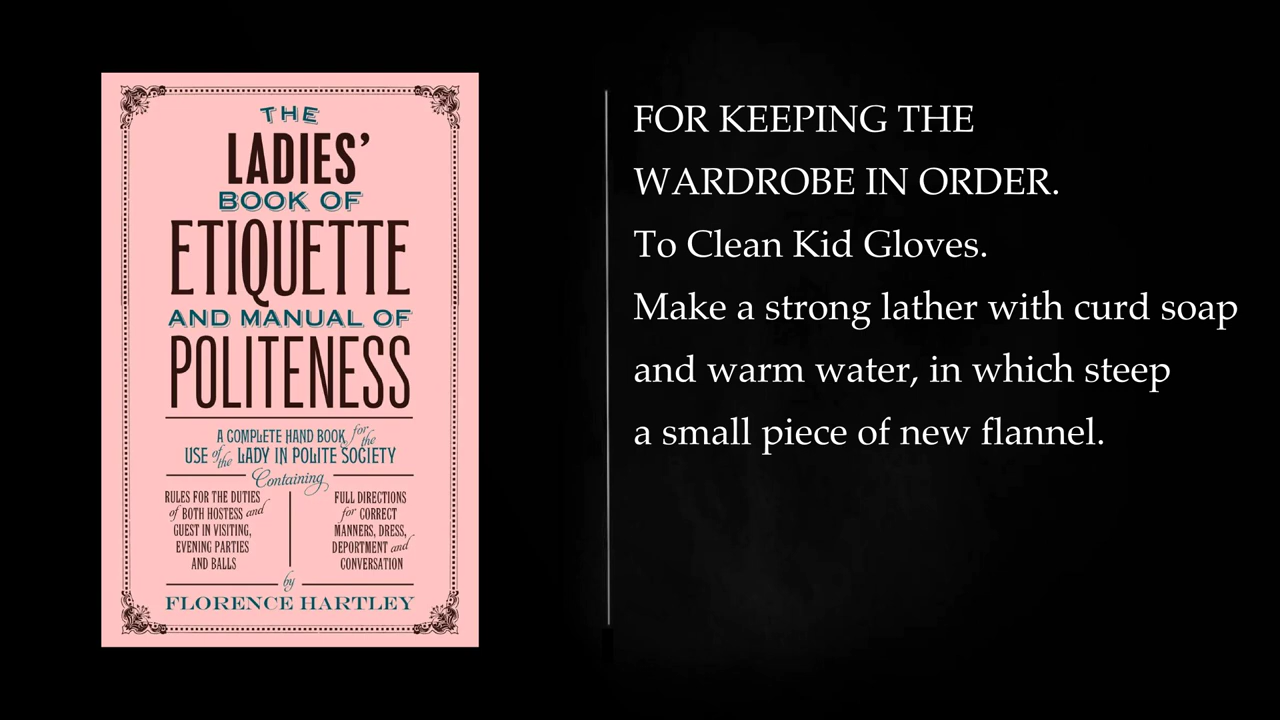 THE
LADIES'
BOOK OF
ETIQUETTE
AND MANUAL OF
POLITENESS
A COMPLETE HAND BOOK for the
USE of the LADY IN POLITE SOCIETY
Containing
RULES FOR THE DUTIES
of BOTH HOSTESS and
GUEST IN VISITING,
EVENING PARTIES
AND BALLS
FULL DIRECTIONS
for CORRECT
MANNERS, DRESS,
DEPORTMENT and
CONVERSATION
by
FLORENCE HARTLEY
FOR KEEPING THE
WARDROBE IN ORDER.
To Clean Kid Gloves.
Make a strong lather with curd soap
and warm water, in which steep
a small piece of new flannel.